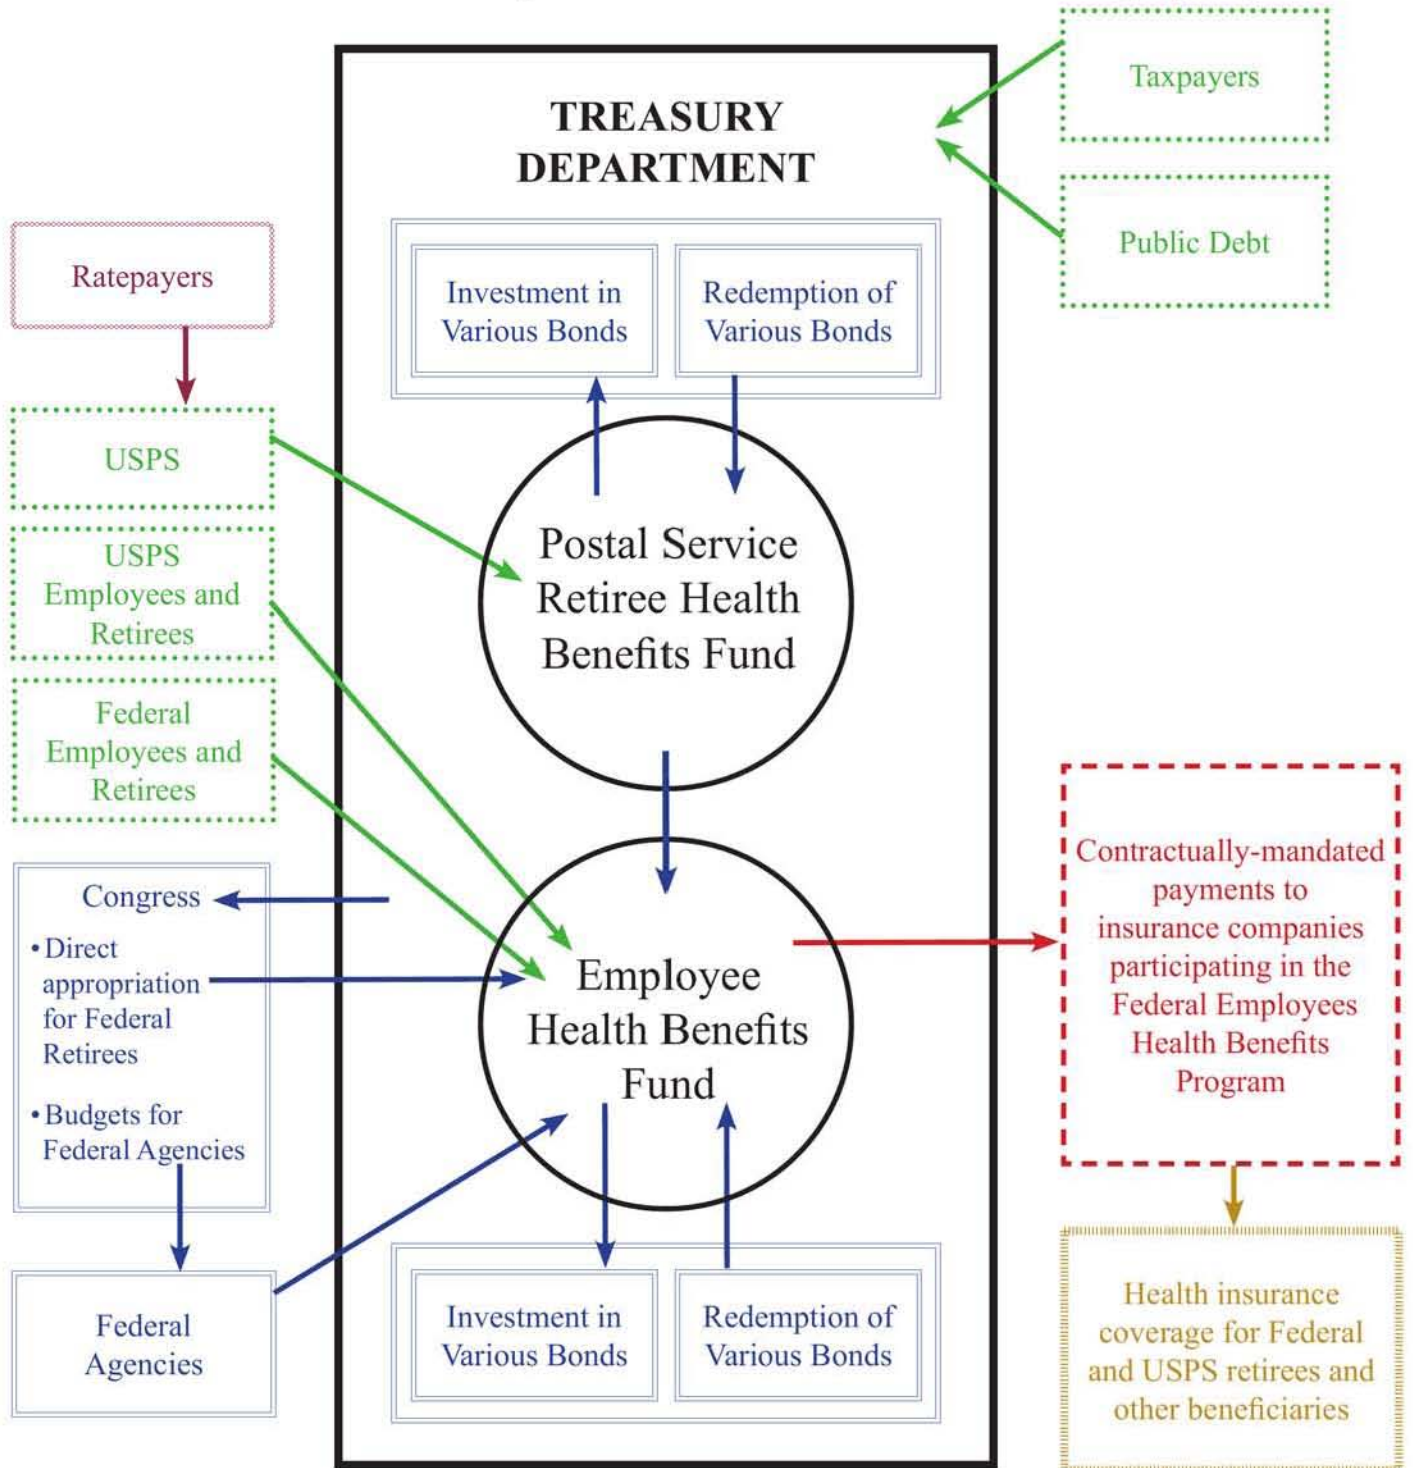 TREASURY
DEPARTMENT
Taxpayers
Public Debt
Ratepayers
Investment in
Various Bonds
Redemption of
Various Bonds
USPS
USPS
Employees and
Retirees
Federal
Employees and
Retirees
Postal Service
Retiree Health
Benefits Fund
Congress
• Direct
appropriation
for Federal
Retirees
• Budgets for
Federal Agencies
Federal
Agencies
Employee
Health Benefits
Fund
Investment in
Various Bonds
Redemption of
Various Bonds
Contractually-mandated
payments to
insurance companies
participating in the
Federal Employees
Health Benefits
Program
Health insurance
coverage for Federal
and USPS retirees and
other beneficiaries